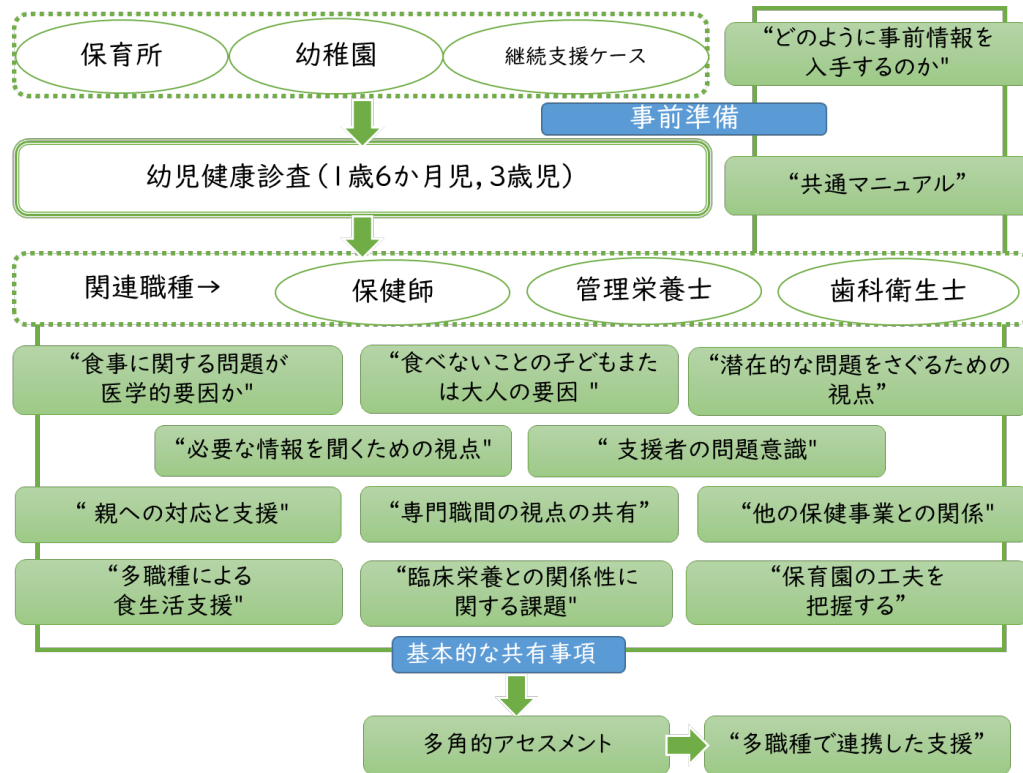 保育所
幼稚園
継続支援ケース
“どのように事前情報を
入手するのか"
事前準備
幼児健康診査（1歳6か月児，3歳児）
“共通マニュアル”
関連職種→
保健師
管理栄養士
歯科衛生士
“食事に関する問題が
医学的要因か"
“食べないことの子どもまた
は大人の要因 "
“潜在的な問題をさぐるための
視点”
“必要な情報を聞くための視点"
“ 支援者の問題意識"
“ 親への対応と支援"
“専門職間の視点の共有”
“他の保健事業との関係"
“多職種による
食生活支援"
“臨床栄養との関係性に
関する課題"
“保育園の工夫を
把握する”
基本的な共有事項
多角的アセスメント
“多職種で連携した支援”